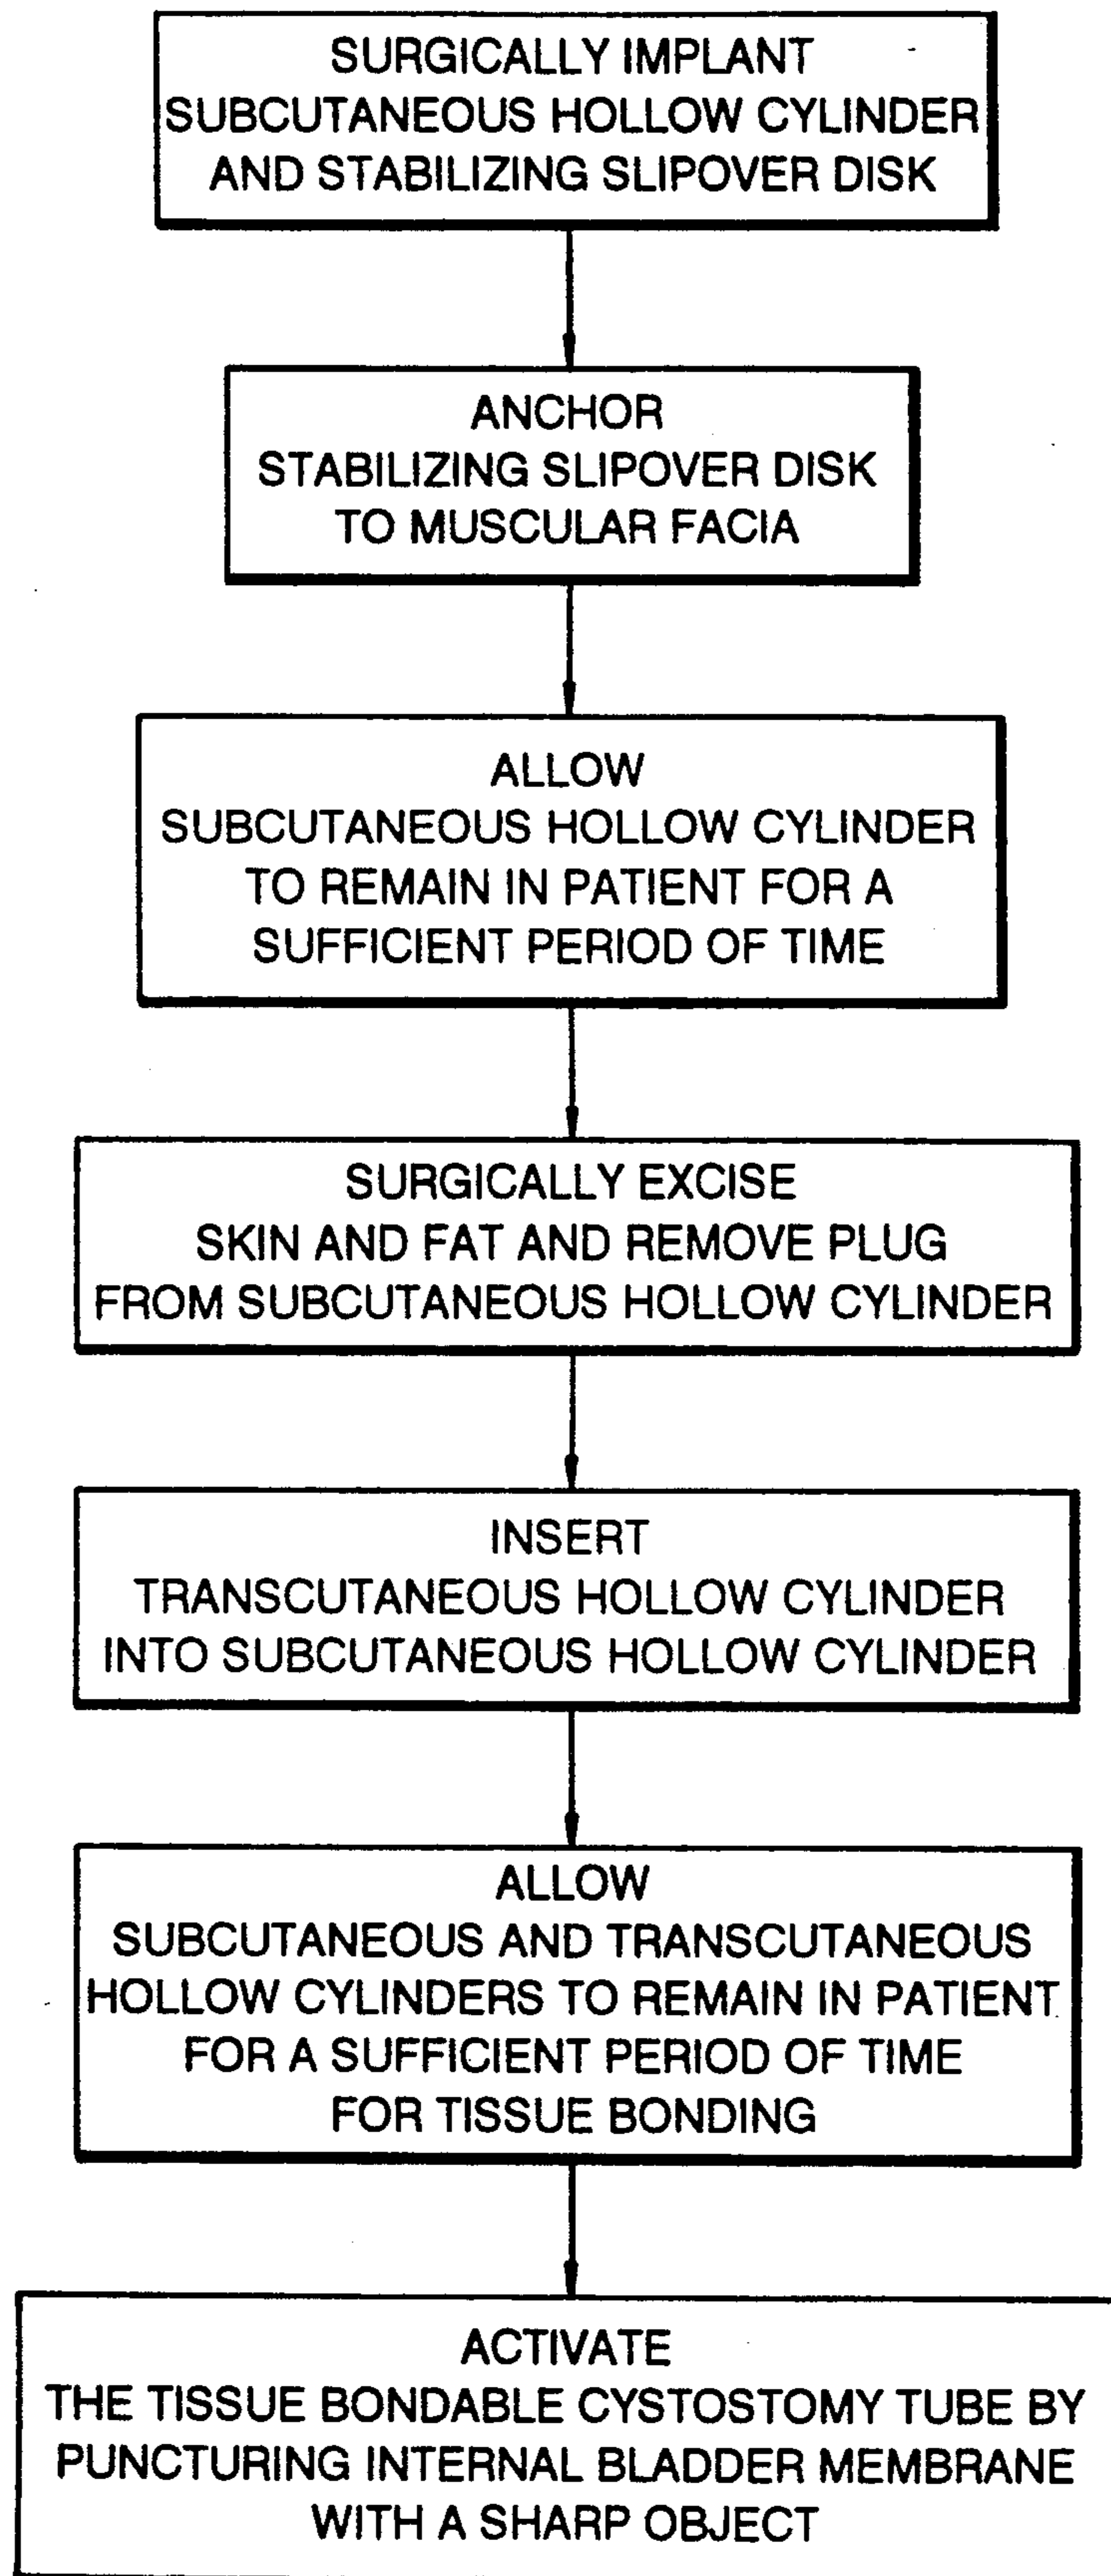 SURGICALLY IMPLANT
SUBCUTANEOUS HOLLOW CYLINDER
AND STABILIZING SLIPOVER DISK
ANCHOR
STABILIZING SLIPOVER DISK
TO MUSCULAR FACIA
ALLOW
SUBCUTANEOUS HOLLOW CYLINDER
TO REMAIN IN PATIENT FOR A
SUFFICIENT PERIOD OF TIME
SURGICALLY EXCISE
SKIN AND FAT AND REMOVE PLUG
FROM SUBCUTANEOUS HOLLOW CYLINDER
INSERT
TRANSCUTANEOUS HOLLOW CYLINDER
INTO SUBCUTANEOUS HOLLOW CYLINDER
ALLOW
SUBCUTANEOUS AND TRANSCUTANEOUS
HOLLOW CYLINDERS TO REMAIN IN PATIENT
FOR A SUFFICIENT PERIOD OF TIME
FOR TISSUE BONDING
ACTIVATE
THE TISSUE BONDABLE CYSTOSTOMY TUBE BY
PUNCTURING INTERNAL BLADDER MEMBRANE
WITH A SHARP OBJECT